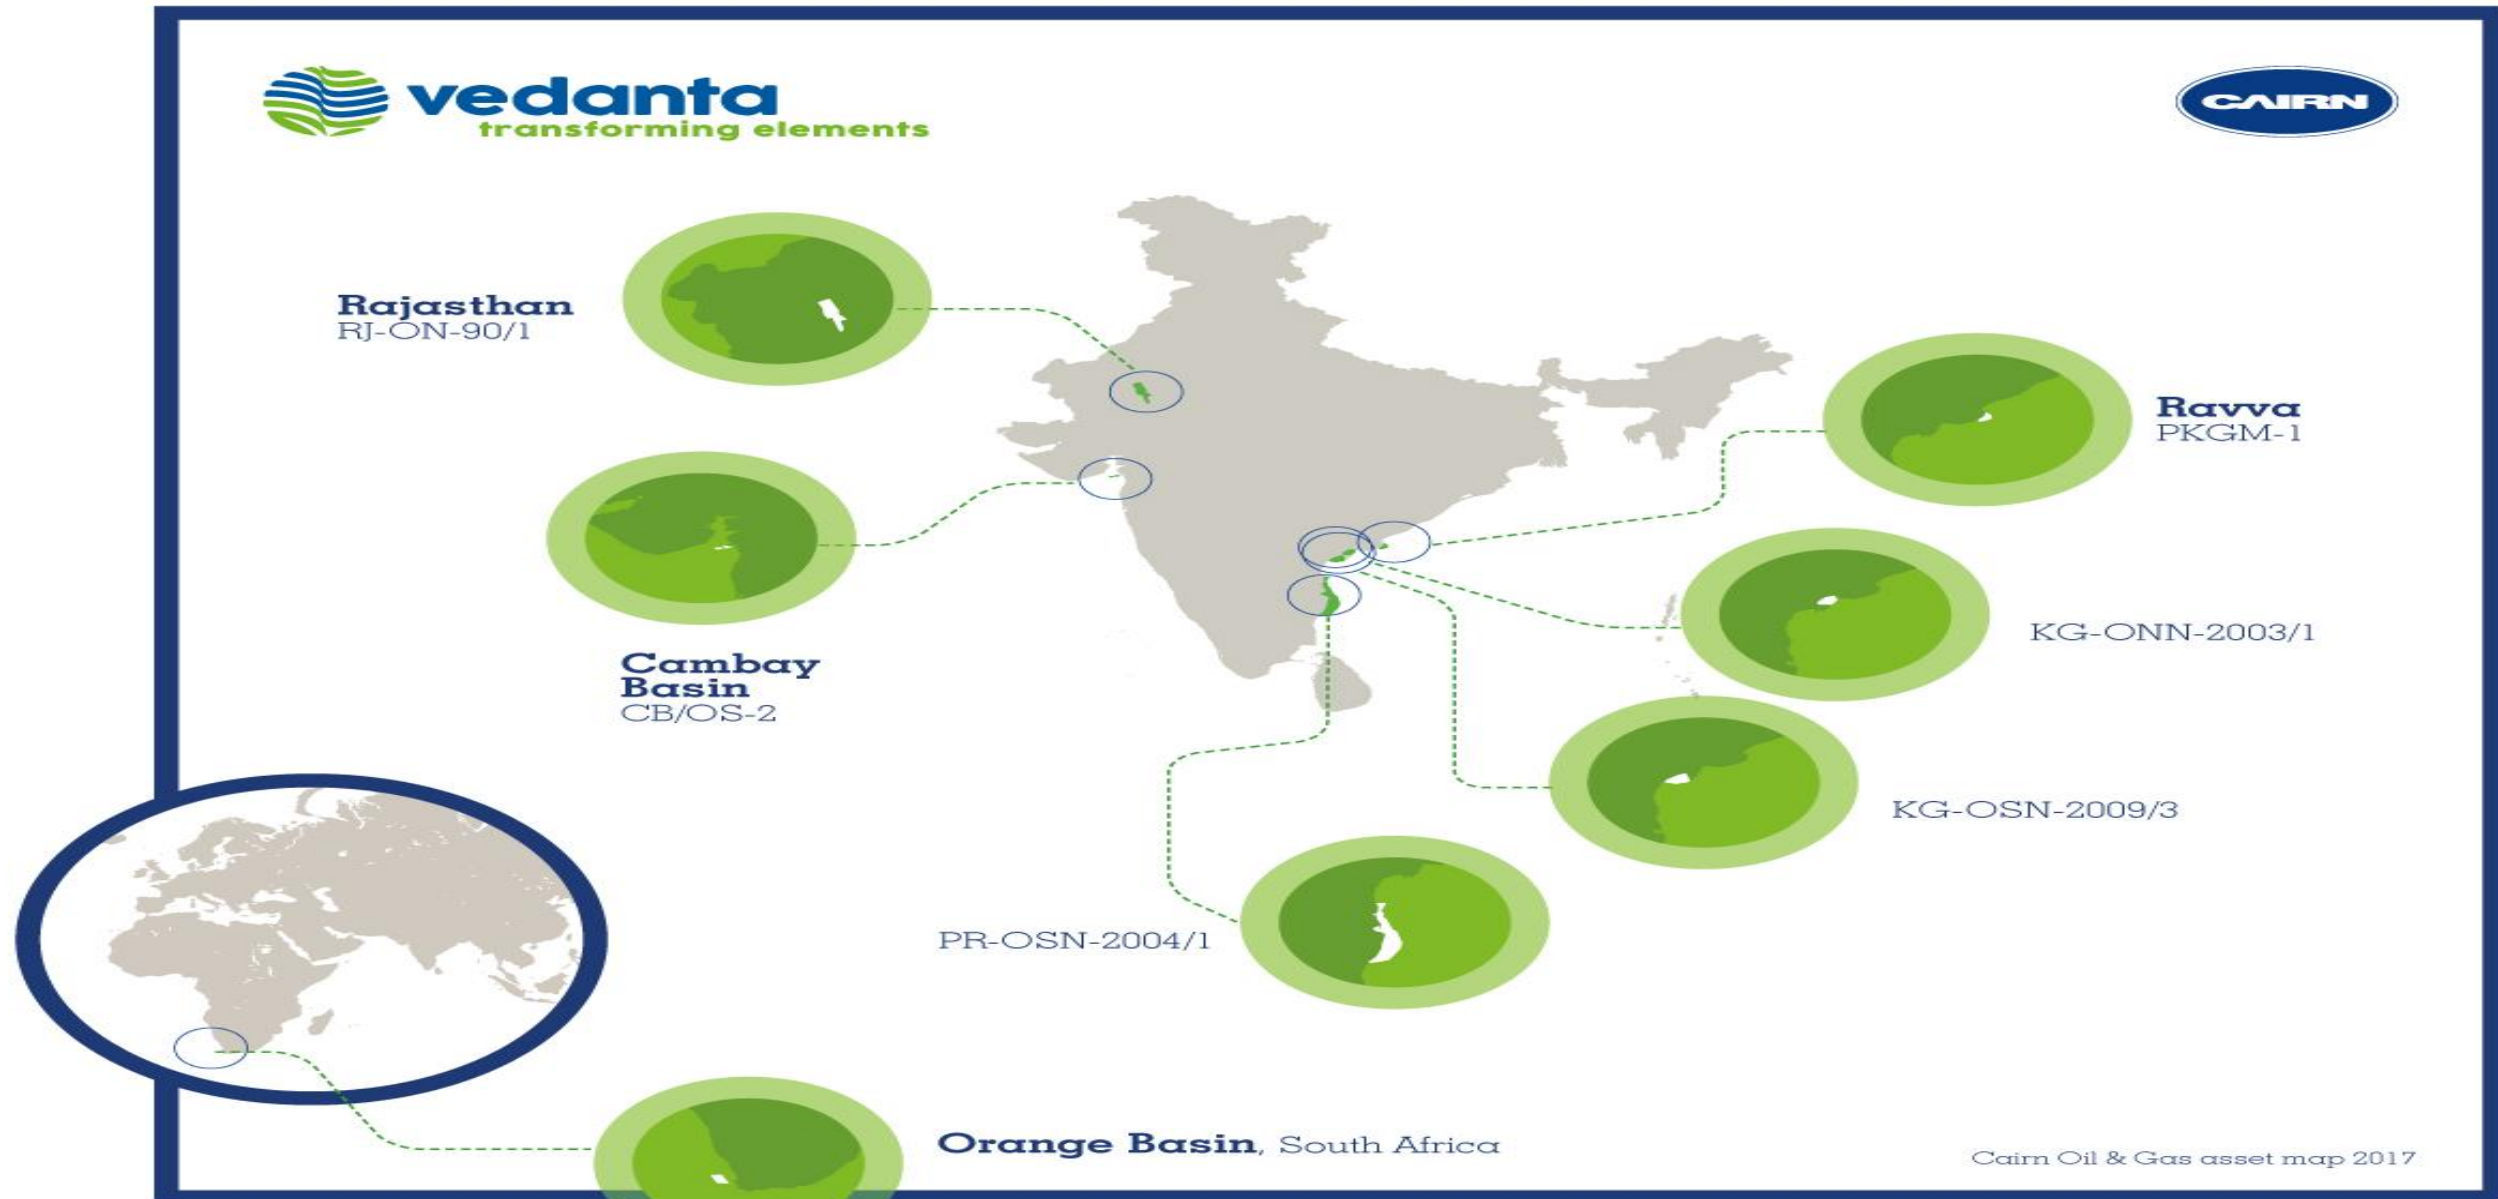 vedanta
transforming elements
CAIRN
Rajasthan
RJ-ON-90/1
Ravva
PKGM-1
Cambay
Basin
CB/OS-2
KG-ONN-2003/1
KG-OSN-2009/3
PR-OSN-2004/1
Orange Basin, South Africa
Cairn Oil & Gas asset map 2017